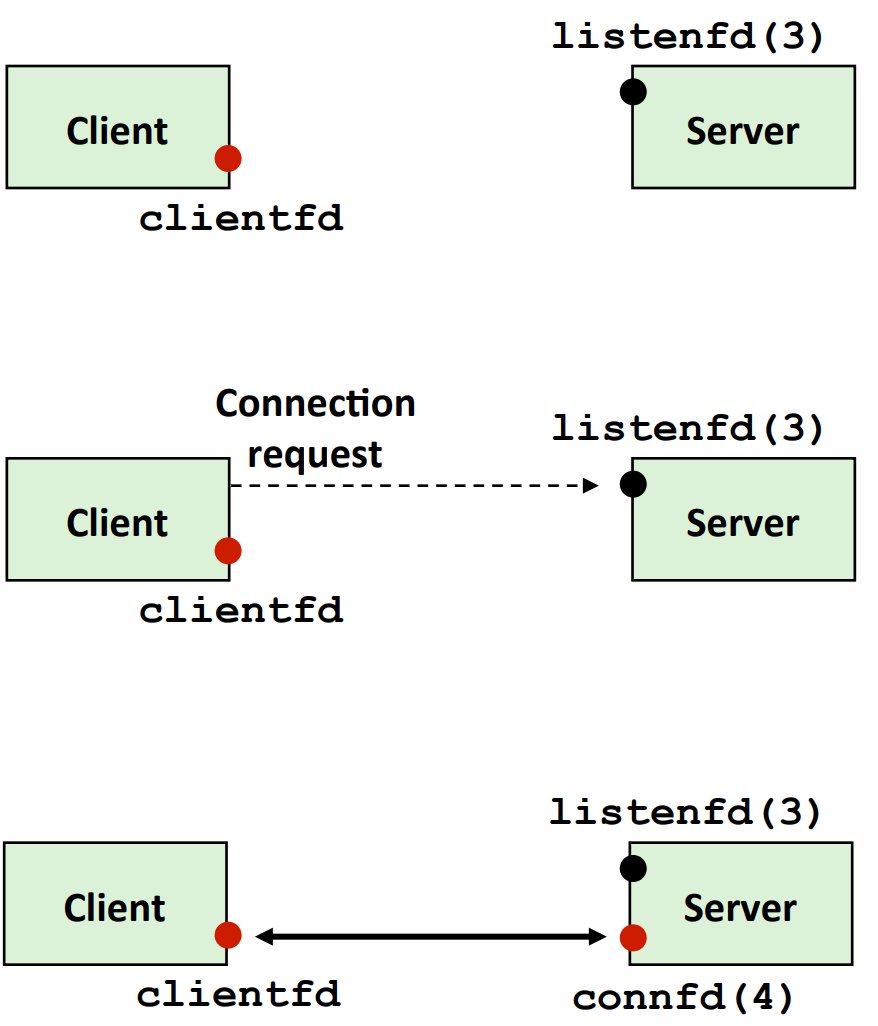 listenfd(3)
Client
Server
clientfd
Connection
request
listenfd(3)
Client
Server
clientfd
listenfd(3)
Client
Server
clientfd
connfd(4)